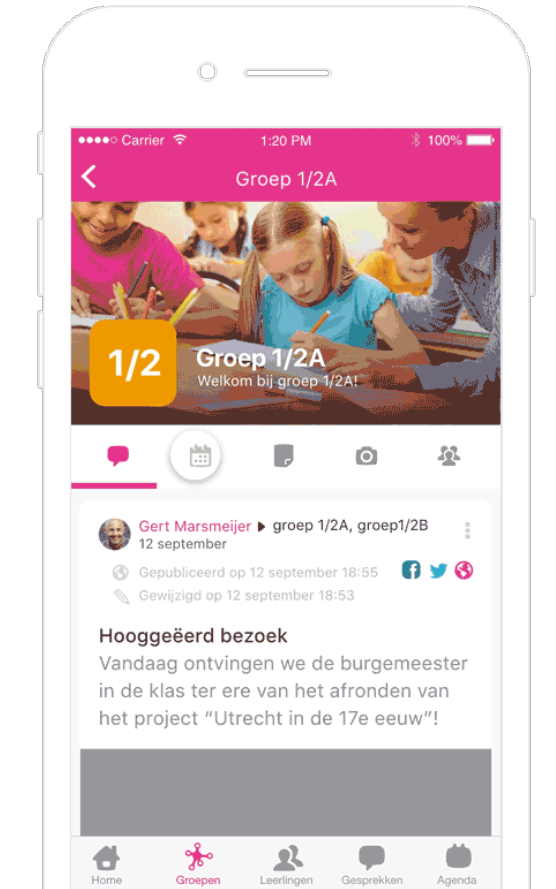 Carrier 1:20 PM 100%
Groep 1/2A
1/2
Groep 1/2A
Welkom bij groep 1/2A!
Gert Marsmeijer groep 1/2A, groep1/2B
12 september
Gepubliceerd op 12 september 18:55
Gewijzigd op 12 september 18:53
Hooggeëerd bezoek
Vandaag ontvingen we de burgemeester
in de klas ter ere van het afronden van
het project “Utrecht in de 17e eeuw”!
Home Groepen Leerlingen Gesprekken Agenda